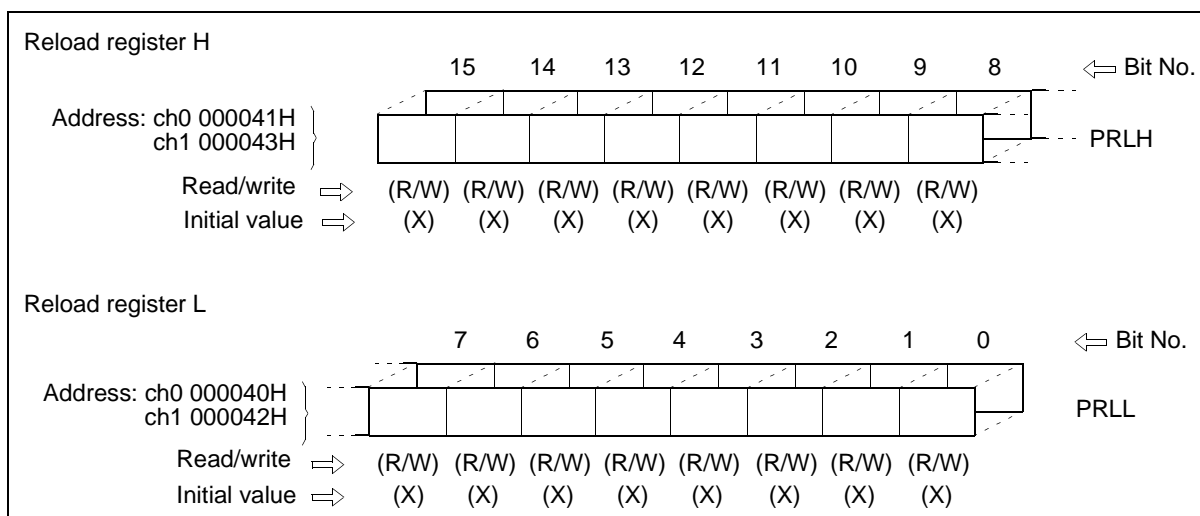 Reload register H
15 14 13 12 11 10 9 8 ⇦ Bit No.
Address: ch0 000041H
ch1 000043H
PRLH
Read/write ⇨ (R/W) (R/W) (R/W) (R/W) (R/W) (R/W) (R/W) (R/W)
Initial value ⇨ (X) (X) (X) (X) (X) (X) (X) (X)
Reload register L
7 6 5 4 3 2 1 0 ⇦ Bit No.
Address: ch0 000040H
ch1 000042H
PRLL
Read/write ⇨ (R/W) (R/W) (R/W) (R/W) (R/W) (R/W) (R/W) (R/W)
Initial value ⇨ (X) (X) (X) (X) (X) (X) (X) (X)